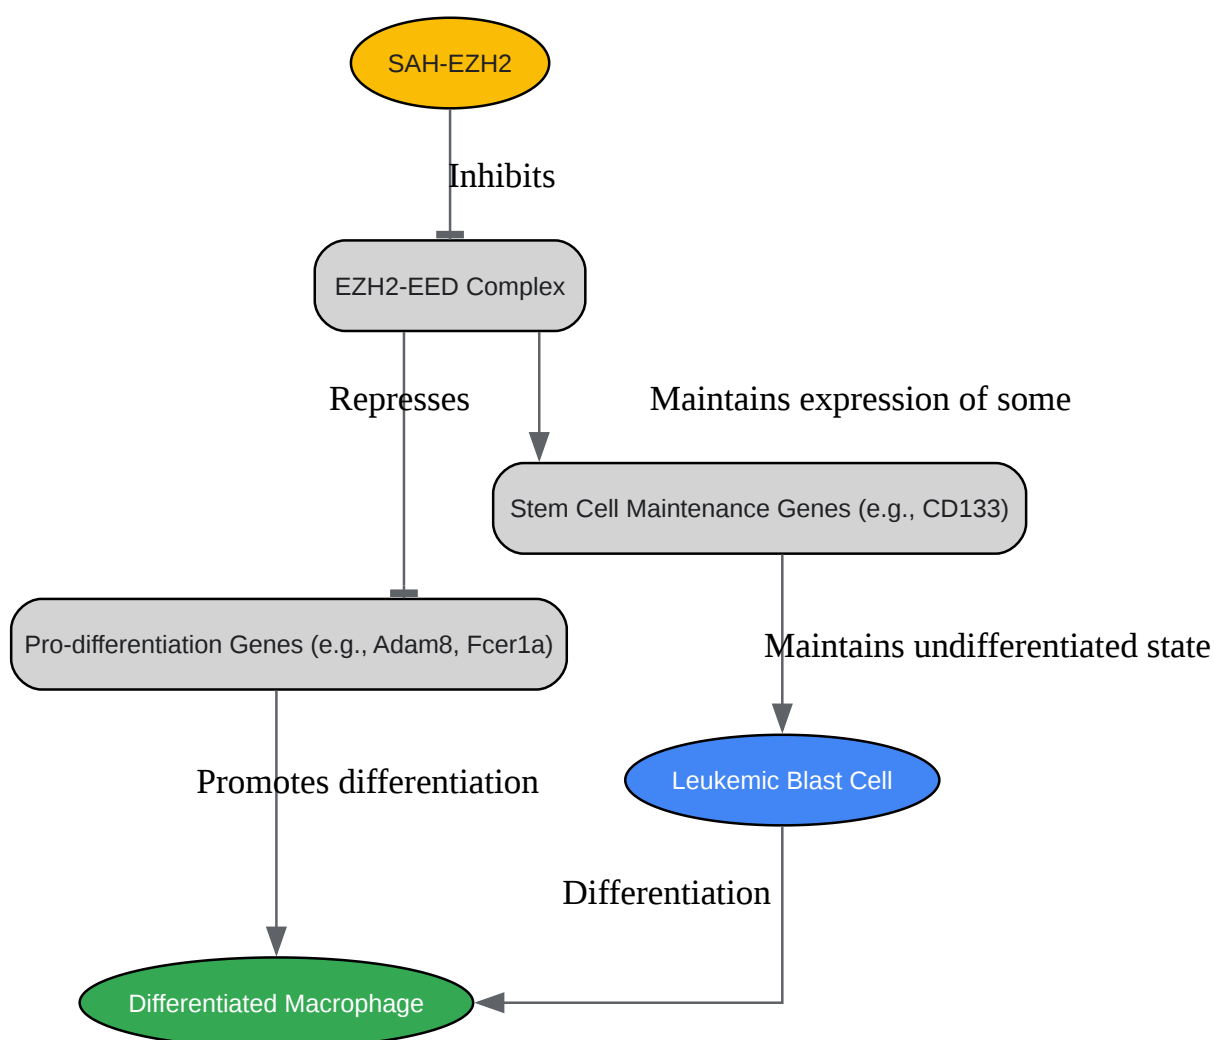 SAH-EZH2
Inhibits
EZH2-EED Complex
Represses
Maintains expression of some
Stem Cell Maintenance Genes (e.g., CD133)
Pro-differentiation Genes (e.g., Adam8, Fcer1a)
Maintains undifferentiated state
Promotes differentiation
Leukemic Blast Cell
Differentiation
Differentiated Macrophage